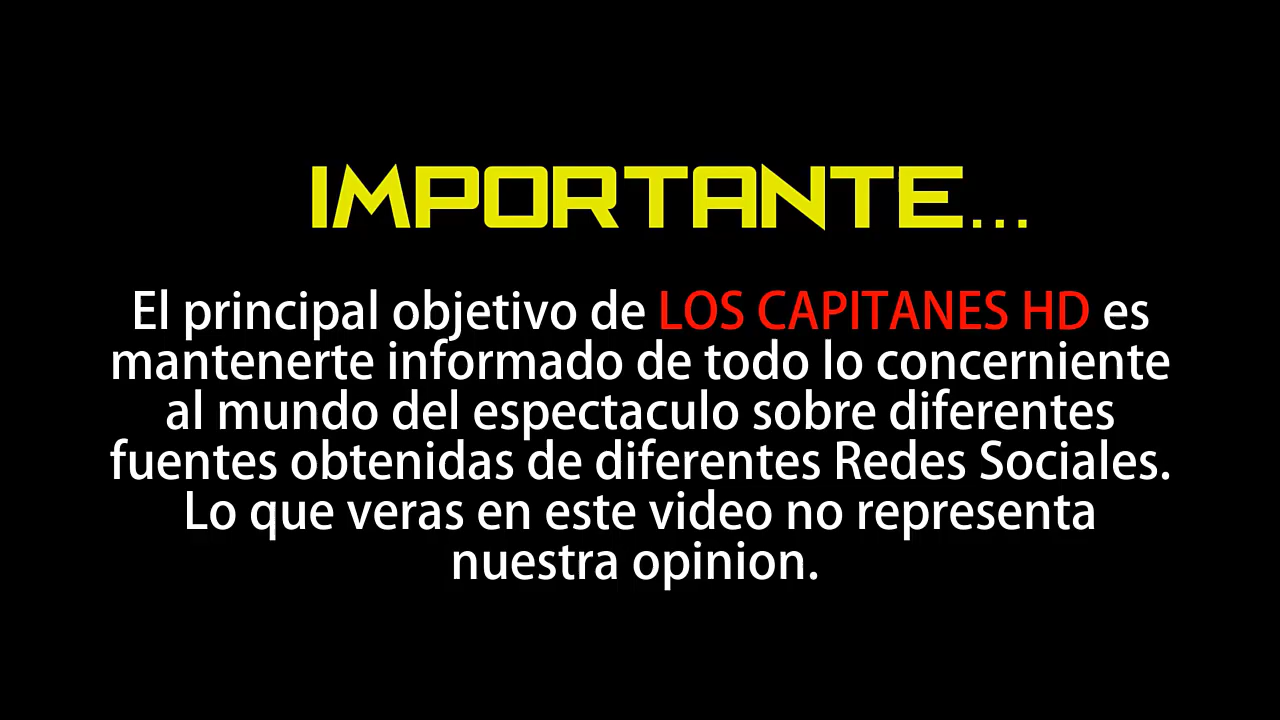 IMPORTANTE...
El principal objetivo de LOS CAPITANES HD es
mantenerte informado de todo lo concerniente
al mundo del espectaculo sobre diferentes
fuentes obtenidas de diferentes Redes Sociales.
Lo que veras en este video no representa
nuestra opinion.